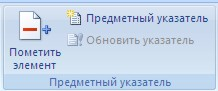 Пометить
элемент
Предметный указатель
Обновить указатель
Предметный указатель